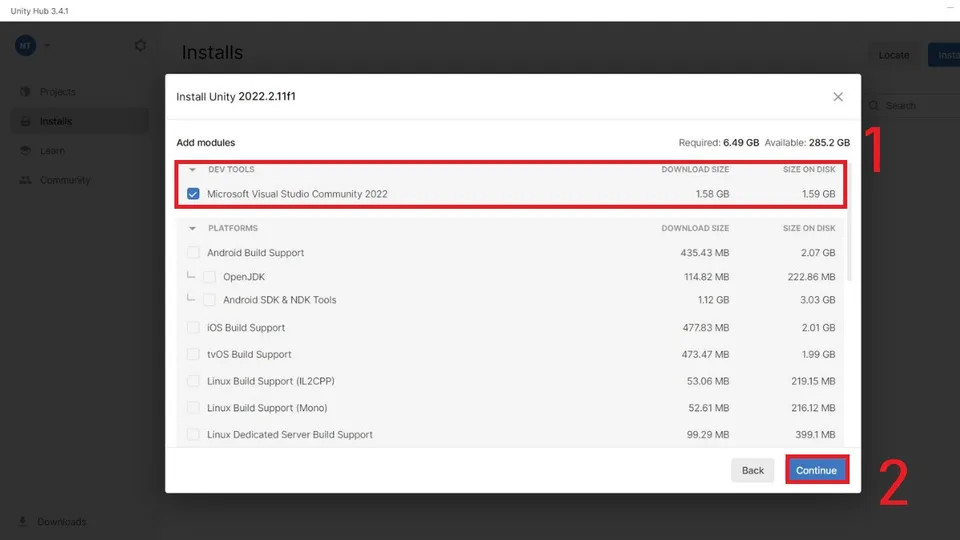 Unity Hub 3.4.1
NT
Installs
Locate
Insta
Projects
Installs
Learn
Community
Search
Install Unity 2022.2.11f1
Add modules
Required: 6.49 GB Available: 285.2 GB
1
DEV TOOLS DOWNLOAD SIZE SIZE ON DISK
Microsoft Visual Studio Community 2022 1.58 GB 1.59 GB
PLATFORMS DOWNLOAD SIZE SIZE ON DISK
Android Build Support 435.43 MB 2.07 GB
OpenJDK 114.82 MB 222.86 MB
Android SDK & NDK Tools 1.12 GB 3.03 GB
iOS Build Support 477.83 MB 2.01 GB
tvOS Build Support 473.47 MB 1.99 GB
Linux Build Support (IL2CPP) 53.06 MB 219.15 MB
Linux Build Support (Mono) 52.61 MB 216.12 MB
Linux Dedicated Server Build Support 99.29 MB 399.1 MB
Back
Continue
2
Downloads